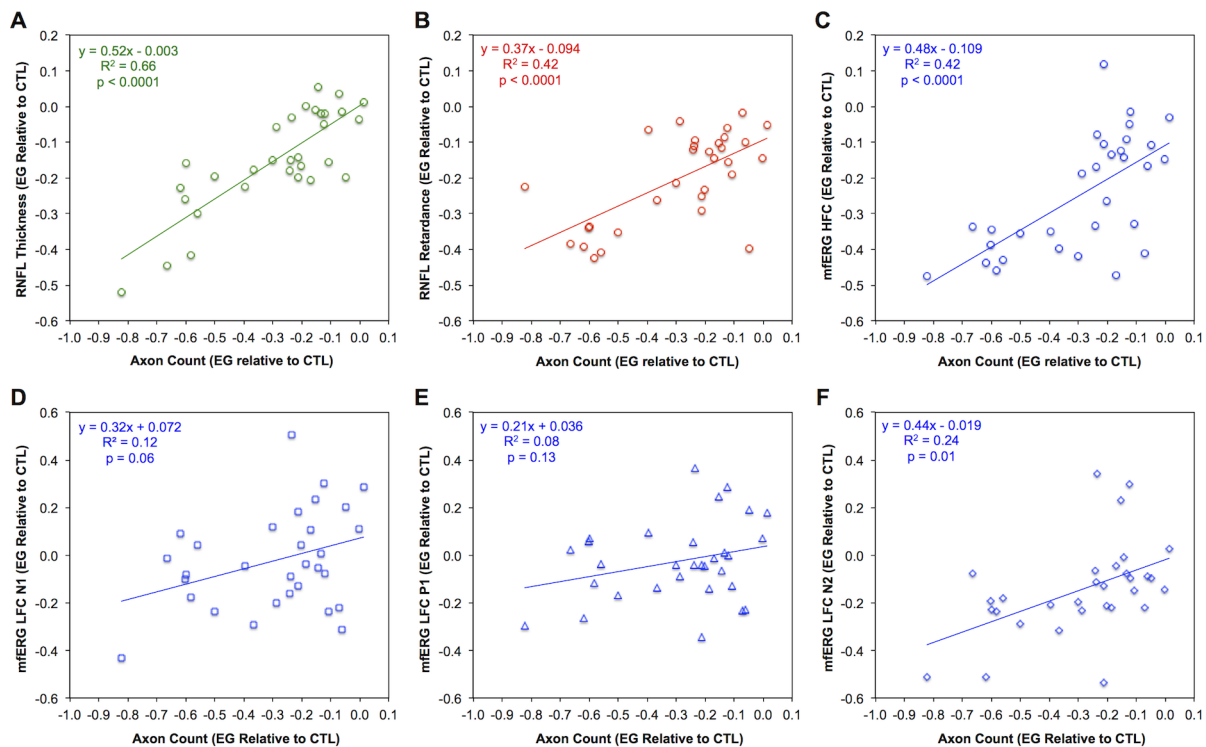 A
y = 0.52x - 0.003
R² = 0.66
p < 0.0001
RNFL Thickness (EG Relative to CTL)
0.2
0.1
0.0
-0.1
-0.2
-0.3
-0.4
-0.5
-0.6
-1.0 -0.9 -0.8 -0.7 -0.6 -0.5 -0.4 -0.3 -0.2 -0.1 0.0 0.1
Axon Count (EG relative to CTL)
B
y = 0.37x - 0.094
R² = 0.42
p < 0.0001
RNFL Retardance (EG Relative to CTL)
0.2
0.1
0.0
-0.1
-0.2
-0.3
-0.4
-0.5
-0.6
-1.0 -0.9 -0.8 -0.7 -0.6 -0.5 -0.4 -0.3 -0.2 -0.1 0.0 0.1
Axon Count (EG relative to CTL)
C
y = 0.48x - 0.109
R² = 0.42
p < 0.0001
mfERG HFC (EG Relative to CTL)
0.2
0.1
0.0
-0.1
-0.2
-0.3
-0.4
-0.5
-0.6
-1.0 -0.9 -0.8 -0.7 -0.6 -0.5 -0.4 -0.3 -0.2 -0.1 0.0 0.1
Axon Count (EG relative to CTL)
D
y = 0.32x + 0.072
R² = 0.12
p = 0.06
mfERG LFC N1 (EG Relative to CTL)
0.6
0.4
0.2
0.0
-0.2
-0.4
-0.6
-1.0 -0.9 -0.8 -0.7 -0.6 -0.5 -0.4 -0.3 -0.2 -0.1 0.0 0.1
Axon Count (EG Relative to CTL)
E
y = 0.21x + 0.036
R² = 0.08
p = 0.13
mfERG LFC P1 (EG Relative to CTL)
0.6
0.4
0.2
0.0
-0.2
-0.4
-0.6
-1.0 -0.9 -0.8 -0.7 -0.6 -0.5 -0.4 -0.3 -0.2 -0.1 0.0 0.1
Axon Count (EG Relative to CTL)
F
y = 0.44x - 0.019
R² = 0.24
p = 0.01
mfERG LFC N2 (EG Relative to CTL)
0.6
0.4
0.2
0.0
-0.2
-0.4
-0.6
-1.0 -0.9 -0.8 -0.7 -0.6 -0.5 -0.4 -0.3 -0.2 -0.1 0.0 0.1
Axon Count (EG Relative to CTL)